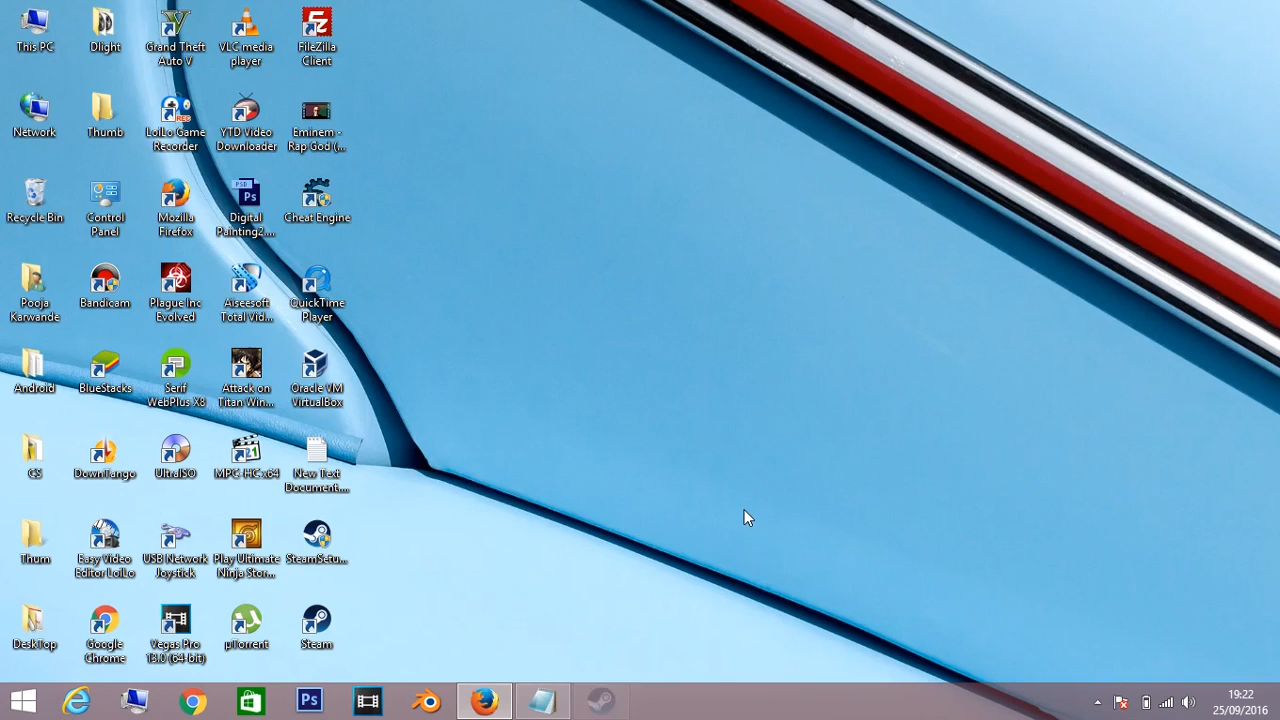 This PC
Dlight
Grand Theft
Auto V
VLC media
player
FileZilla
Client
Network
Thumb
LoiLo Game
Recorder
YTD Video
Downloader
Eminem -
Rap God (...
Recycle Bin
Control
Panel
Mozilla
Firefox
Digital
Painting2....
Cheat Engine
Pooja
Karwande
Bandicam
Plague Inc
Evolved
Aiseesoft
Total Vid...
QuickTime
Player
Android
BlueStacks
Serif
WebPlus X8
Attack on
Titan Win...
Oracle VM
VirtualBox
CS
DownTango
UltraISO
MPC-HC x64
New Text
Document....
Thum
Easy Video
Editor LoiLo
USB Network
Joystick
Play Ultimate
Ninja Stor...
SteamSetu...
DeskTop
Google
Chrome
Vegas Pro
13.0 (64-bit)
µTorrent
Steam
19:22
25/09/2016